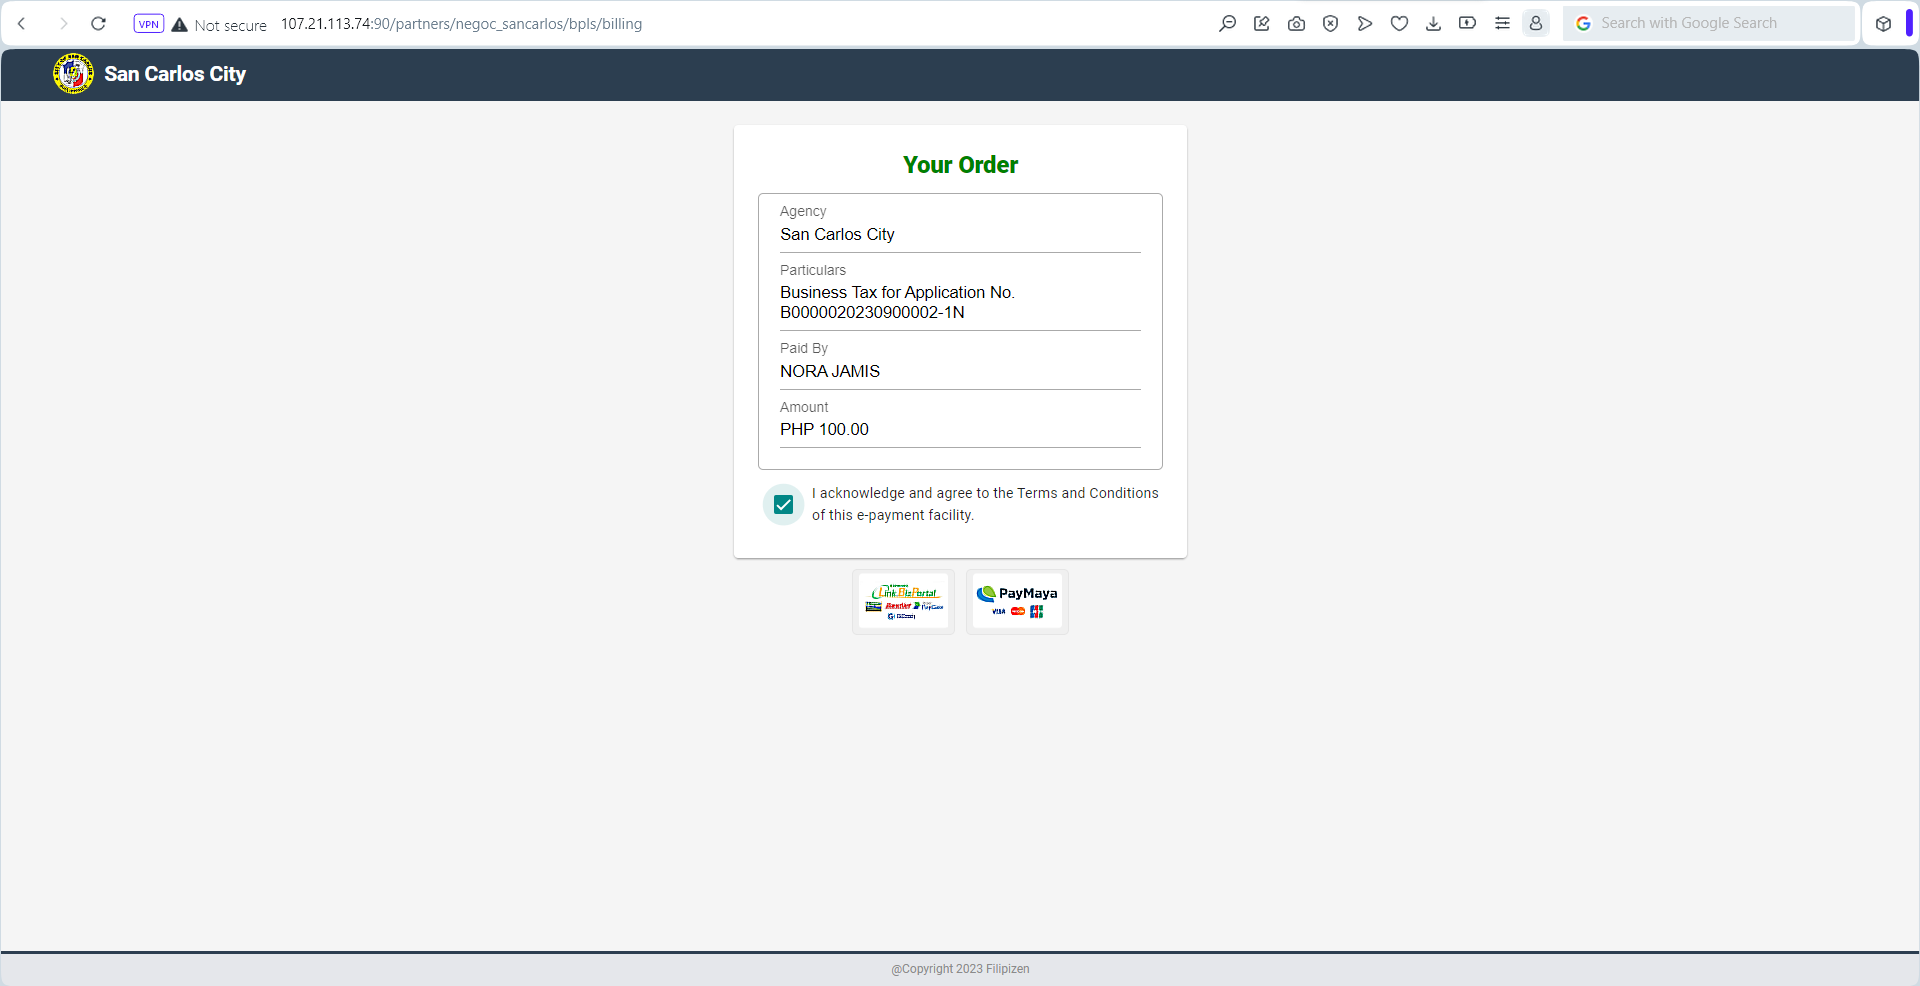 VPN
Not secure
107.21.113.74:90/partners/negoc_sancarlos/bpls/billing
Search with Google Search
San Carlos City
Your Order
Agency
San Carlos City
Particulars
Business Tax for Application No.
B0000020230900002-1N
Paid By
NORA JAMIS
Amount
PHP 100.00
I acknowledge and agree to the Terms and Conditions
of this e-payment facility.
Link.BizPortal
PayMaya
VISA
@Copyright 2023 Filipizen